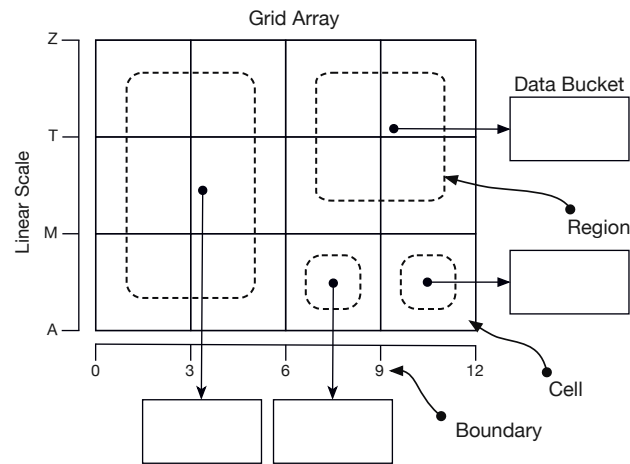 Grid Array
Z
Data Bucket
T
Linear Scale
Region
M
A
0 3 6 9 12
Cell
Boundary